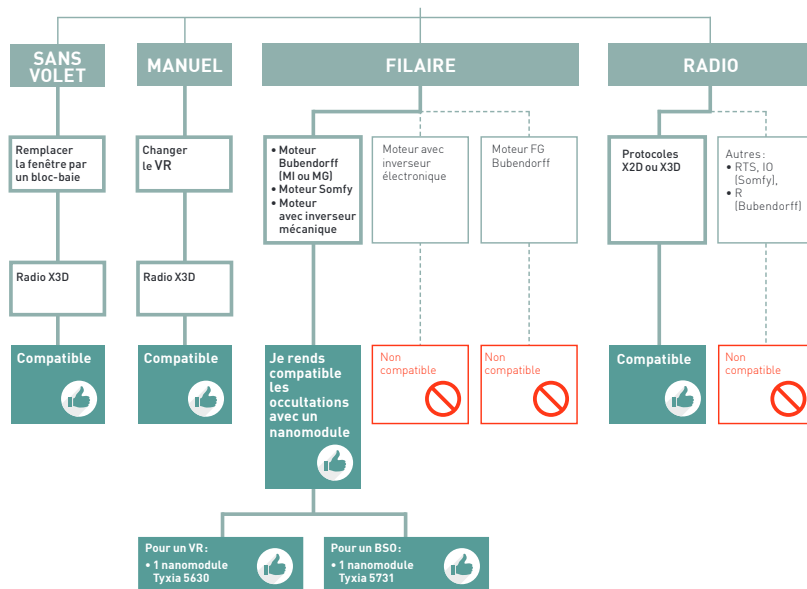 SANS
VOLET
MANUEL
FILAIRE
RADIO
Remplacer
la fenêtre par
un bloc-baie
Changer
le VR
• Moteur
Bubendorff
(MI ou MG)
• Moteur Somfy
• Moteur
avec inverseur
mécanique
Moteur avec
inverseur
électronique
Moteur FG
Bubendorff
Protocoles
X2D ou X3D
Autres :
• RTS, IO
(Somfy),
• R
(Bubendorff)
Radio X3D
Radio X3D
Compatible
Compatible
Je rends
compatible
les
occultations
avec un
nanomodule
Non
compatible
Non
compatible
Compatible
Non
compatible
Pour un VR :
• 1 nanomodule
Tyxia 5630
Pour un BSO :
• 1 nanomodule
Tyxia 5731